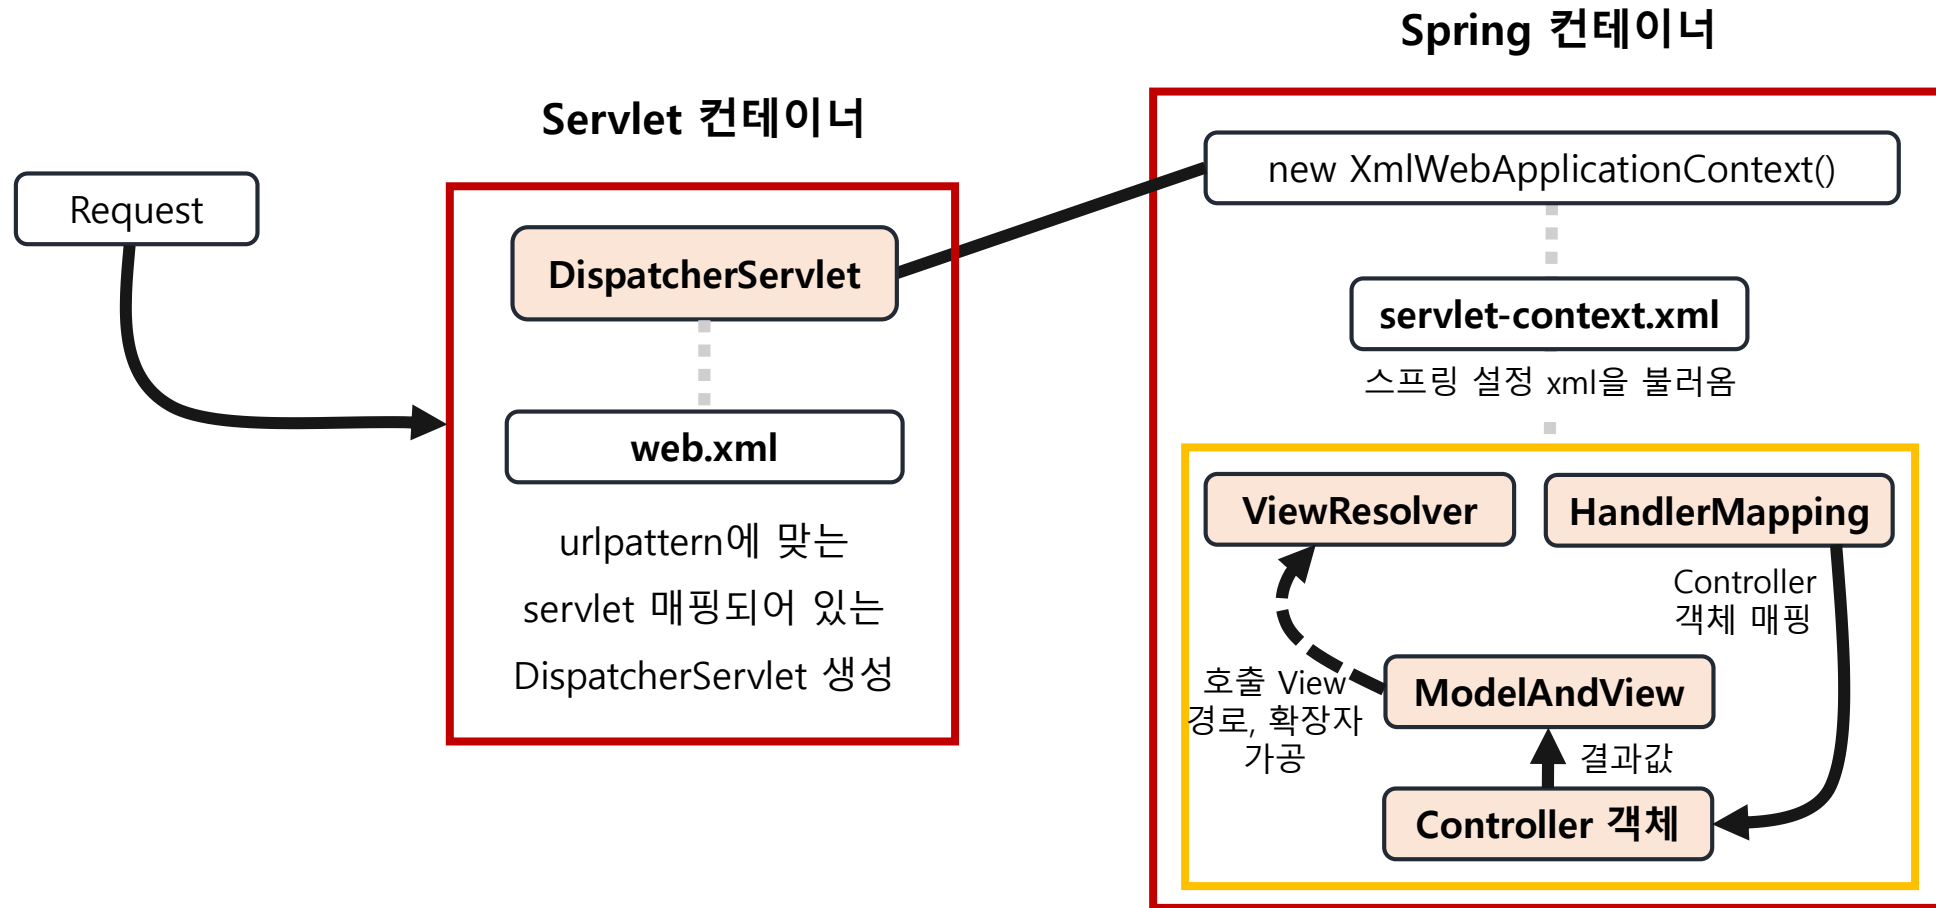 Spring 컨테이너
Servlet 컨테이너
Request
DispatcherServlet
web.xml
urlpattern에 맞는
servlet 매핑되어 있는
DispatcherServlet 생성
new XmlWebApplicationContext()
servlet-context.xml
스프링 설정 xml을 불러옴
ViewResolver
HandlerMapping
Controller
객체 매핑
호출 View
경로, 확장자
가공
ModelAndView
결과값
Controller 객체